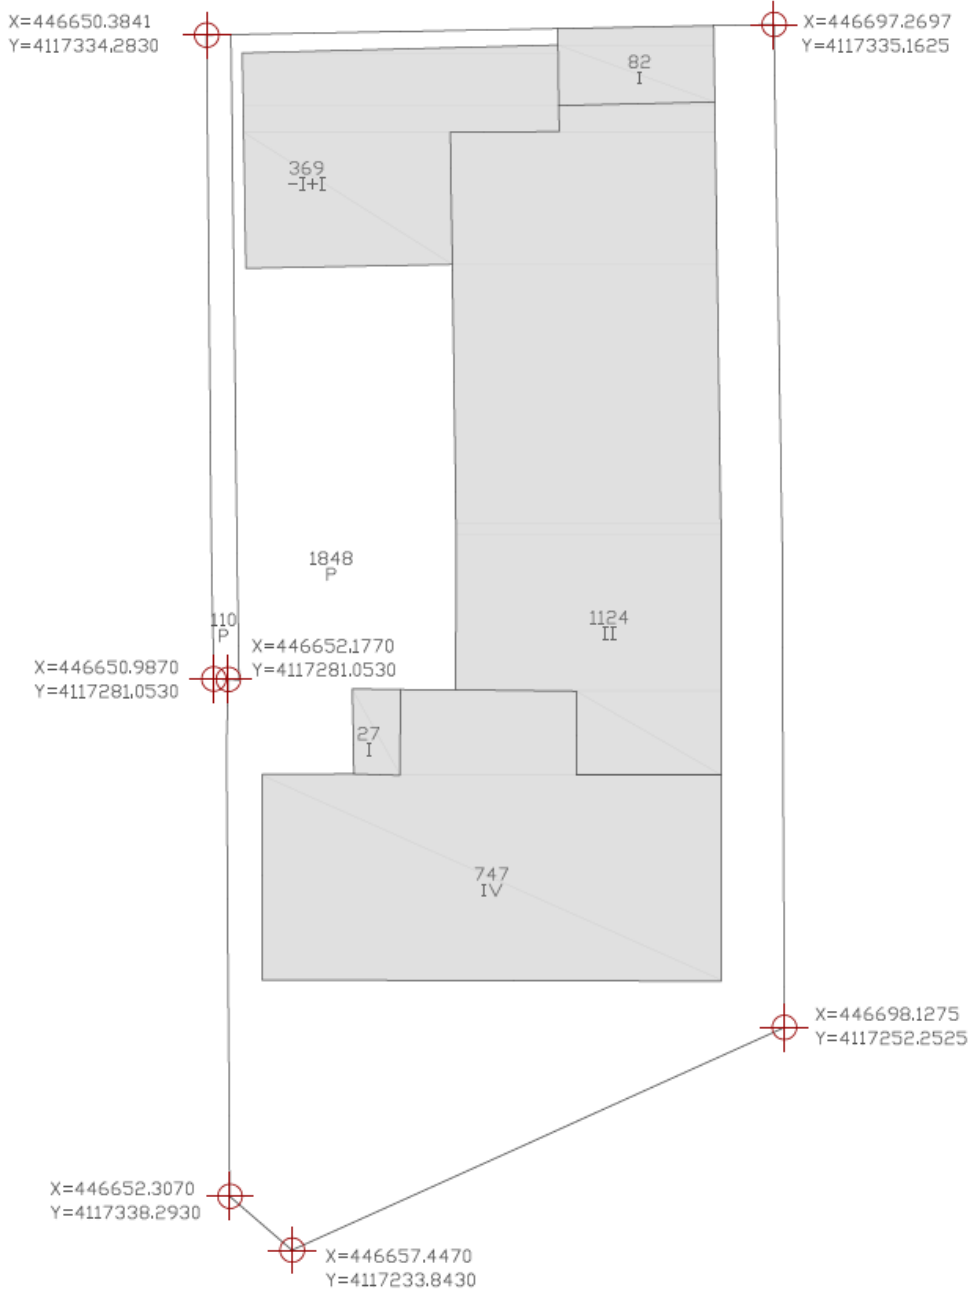 X=446650.3841
Y=4117334.2830
X=446697.2697
Y=4117335.1625
82
I
369
-I+I
1848
P
1124
II
110
P
X=446652.1770
Y=4117281.0530
X=446650.9870
Y=4117281.0530
27
I
747
IV
X=446698.1275
Y=4117252.2525
X=446652.3070
Y=4117338.2930
X=446657.4470
Y=4117233.8430